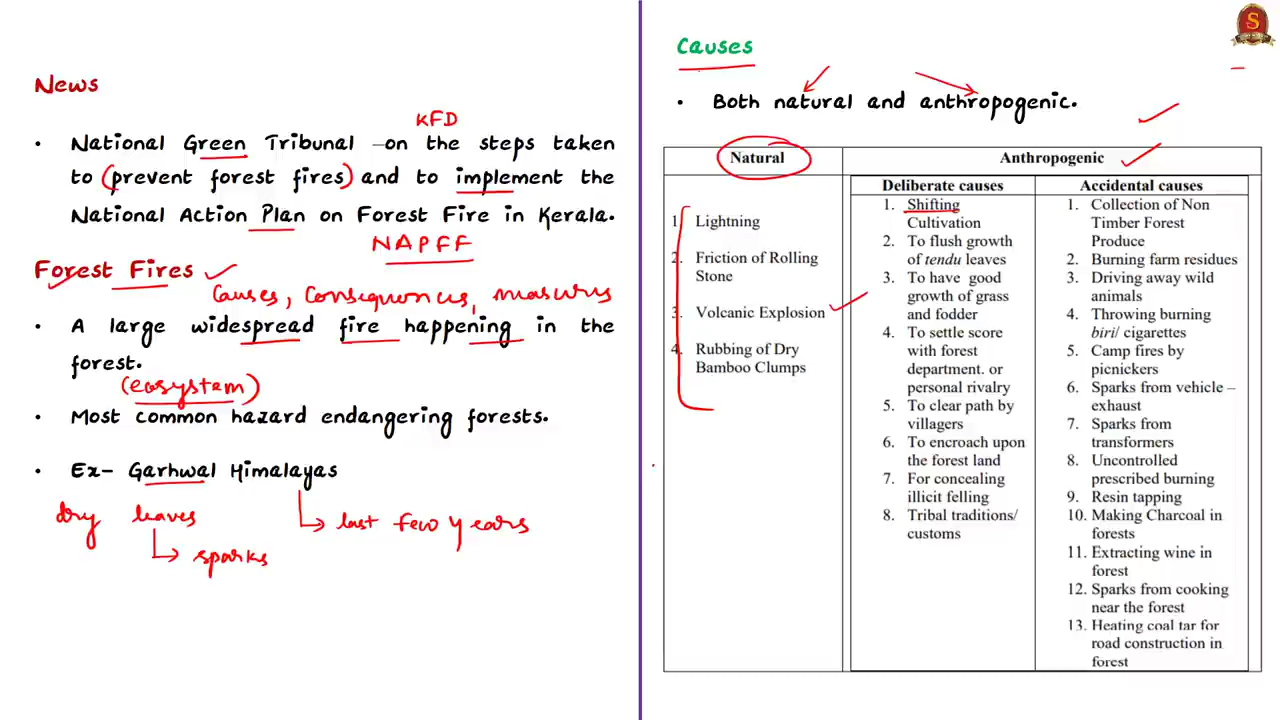 News
KFD
• National Green Tribunal – on the steps taken
to (prevent forest fires) and to implement the
National Action Plan on Forest Fire in Kerala.
NAPFF
Forest Fires
Causes, Consequences, measures
• A large widespread fire happening in the
forest.
(ecosystem)
• Most common hazard endangering forests.
• Ex- Garhwal Himalayas
dry leaves
last few years
sparks
S
Causes
• Both natural and anthropogenic.
Natural
1. Lightning
2. Friction of Rolling
Stone
3. Volcanic Explosion
4. Rubbing of Dry
Bamboo Clumps
Anthropogenic
Deliberate causes
1. Shifting
Cultivation
2. To flush growth
of tendu leaves
3. To have good
growth of grass
and fodder
4. To settle score
with forest
department. or
personal rivalry
5. To clear path by
villagers
6. To encroach upon
the forest land
7. For concealing
illicit felling
8. Tribal traditions/
customs
Accidental causes
1. Collection of Non
Timber Forest
Produce
2. Burning farm residues
3. Driving away wild
animals
4. Throwing burning
biri/ cigarettes
5. Camp fires by
picnickers
6. Sparks from vehicle –
exhaust
7. Sparks from
transformers
8. Uncontrolled
prescribed burning
9. Resin tapping
10. Making Charcoal in
forests
11. Extracting wine in
forest
12. Sparks from cooking
near the forest
13. Heating coal tar for
road construction in
forest